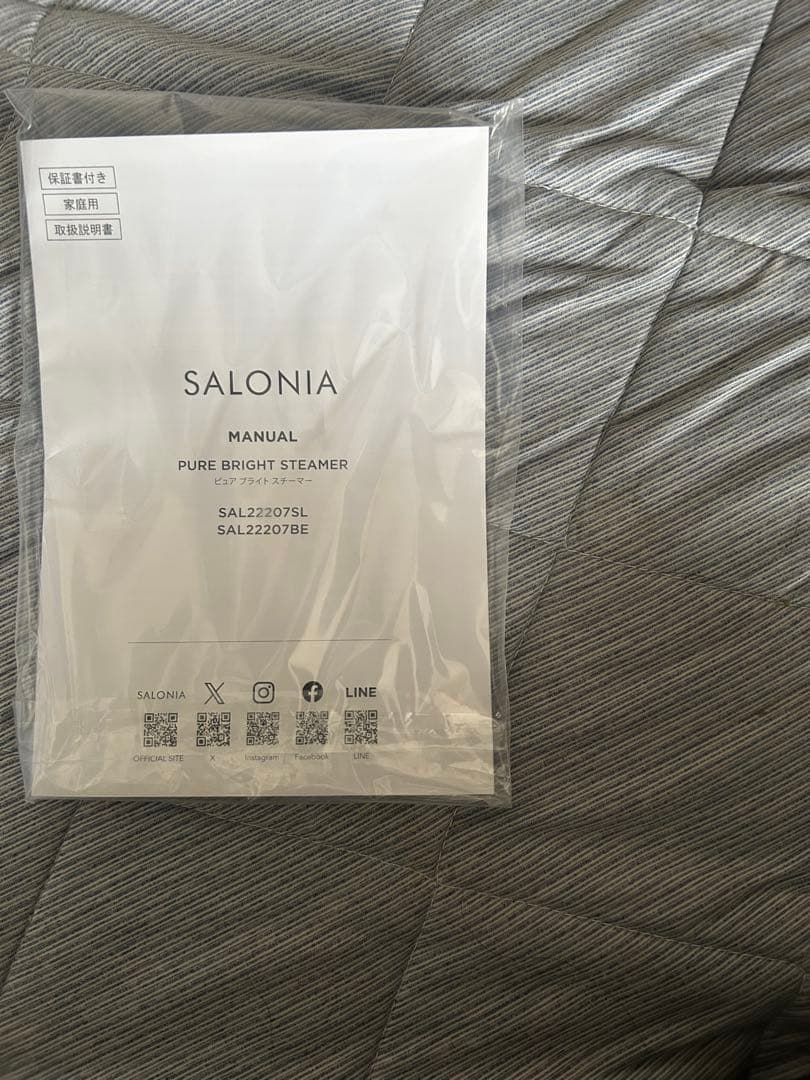 保証書付き
家庭用
取扱説明書
SALONIA
MANUAL
PURE BRIGHT STEAMER
ピュア ブライト スチーマー
SAL22207SL
SAL22207BE
SALONIA LINE
OFFICIAL SITE X Instagram Facebook LINE